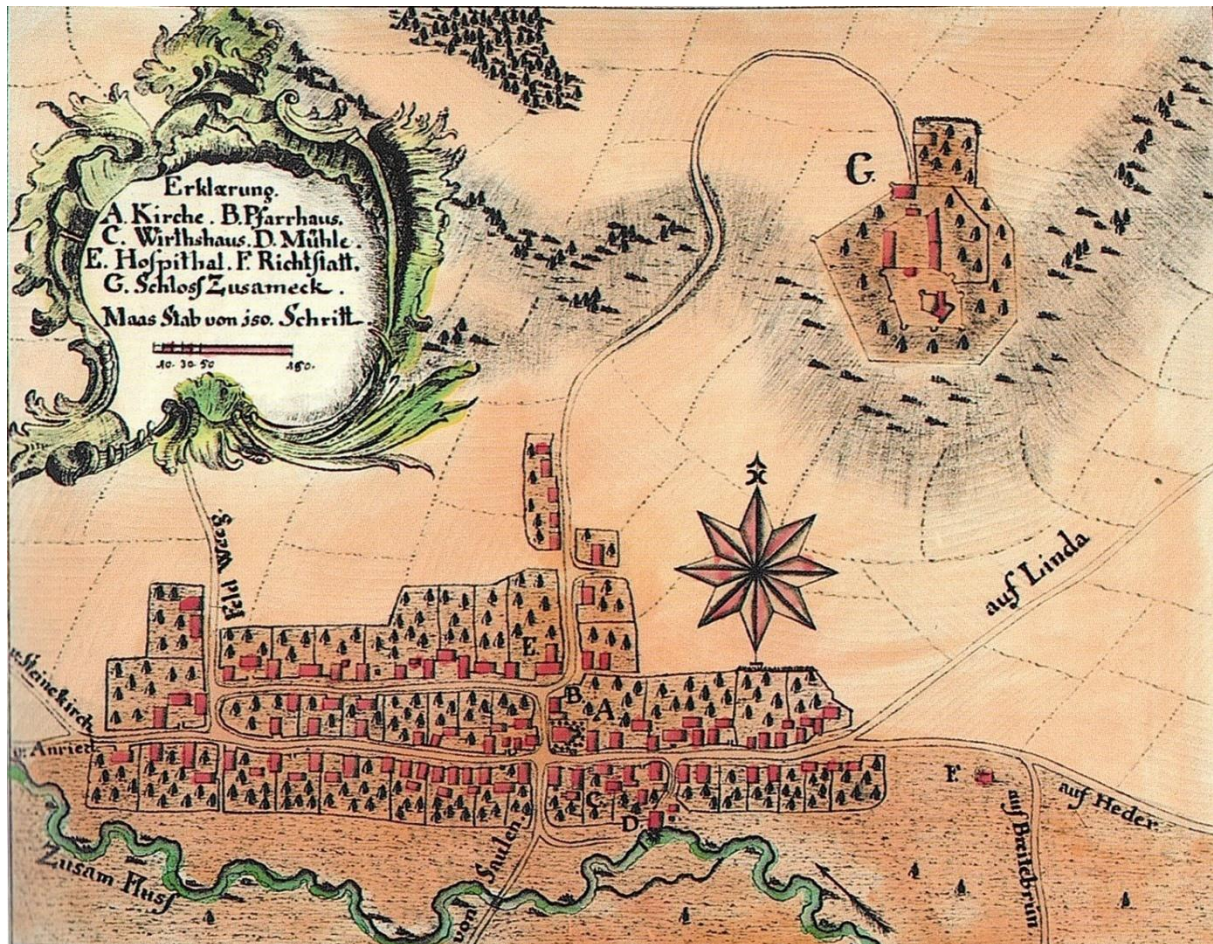 Erklærung.
A. Kirche. B. Pfarrhaus.
C. Wirthshaus. D. Mühle.
E. Hospithal. F. Richtstatt.
G. Schloss Zusameck.
Maas Stab von 150. Schritt
10. 30. 50 150.
G
Feld Weeg.
auf Linda
E
B
A
v: Steinekirch
v: Anried
F.
auf Heder
auf Breitebrun
C
D
von Saulen
Zusam Fluss